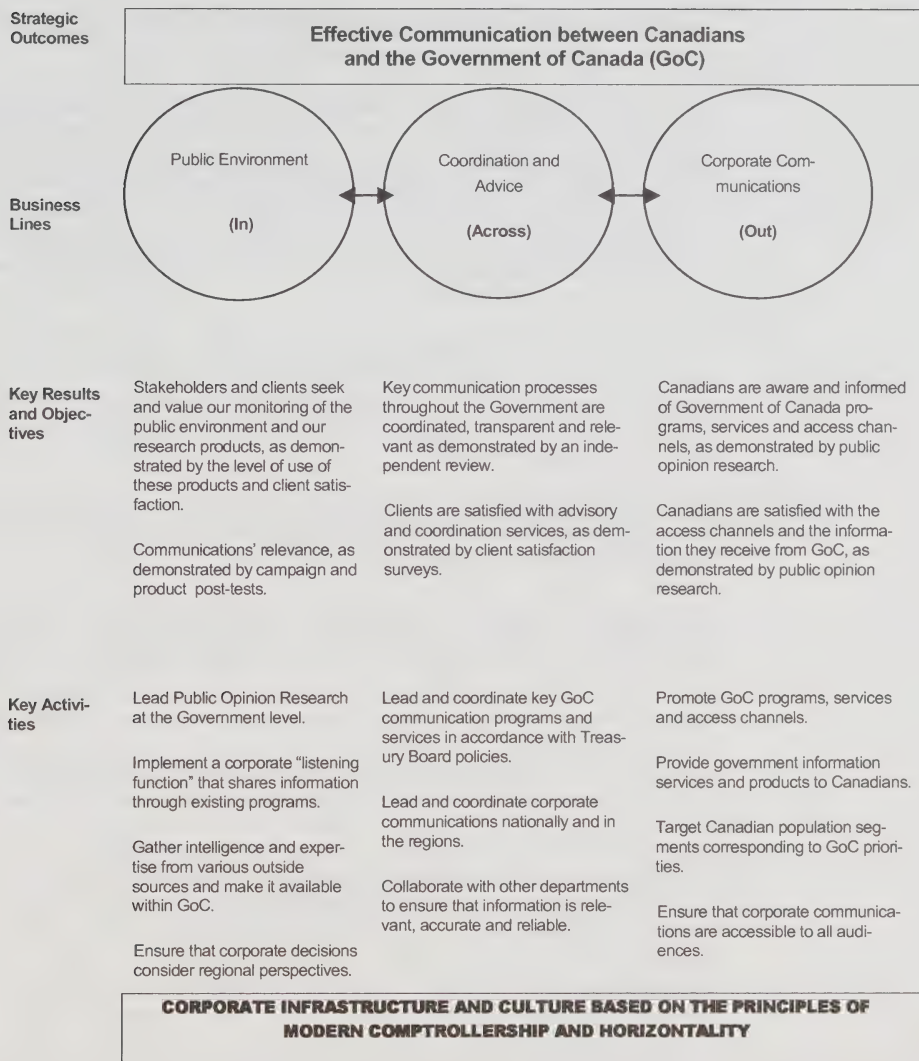 Strategic
Outcomes
Effective Communication between Canadians
and the Government of Canada (GoC)
Business
Lines
Public Environment
(In)
Coordination and
Advice
(Across)
Corporate Com-
munications
(Out)
Key Results
and Objec-
tives
Stakeholders and clients seek
and value our monitoring of the
public environment and our
research products, as demon-
strated by the level of use of
these products and client satis-
faction.
Communications' relevance, as
demonstrated by campaign and
product post-tests.
Key communication processes
throughout the Government are
coordinated, transparent and rele-
vant as demonstrated by an inde-
pendent review.
Clients are satisfied with advisory
and coordination services, as dem-
onstrated by client satisfaction
surveys.
Canadians are aware and informed
of Government of Canada pro-
grams, services and access chan-
nels, as demonstrated by public
opinion research.
Canadians are satisfied with the
access channels and the informa-
tion they receive from GoC, as
demonstrated by public opinion
research.
Key Activi-
ties
Lead Public Opinion Research
at the Government level.
Implement a corporate "listening
function" that shares information
through existing programs.
Gather intelligence and exper-
tise from various outside
sources and make it available
within GoC.
Ensure that corporate decisions
consider regional perspectives.
Lead and coordinate key GoC
communication programs and
services in accordance with Treas-
ury Board policies.
Lead and coordinate corporate
communications nationally and in
the regions.
Collaborate with other departments
to ensure that information is rele-
vant, accurate and reliable.
Promote GoC programs, services
and access channels.
Provide government information
services and products to Canadians.
Target Canadian population seg-
ments corresponding to GoC priori-
ties.
Ensure that corporate communica-
tions are accessible to all audi-
ences.
CORPORATE INFRASTRUCTURE AND CULTURE BASED ON THE PRINCIPLES OF
MODERN COMPTROLLERSHIP AND HORIZONTALITY